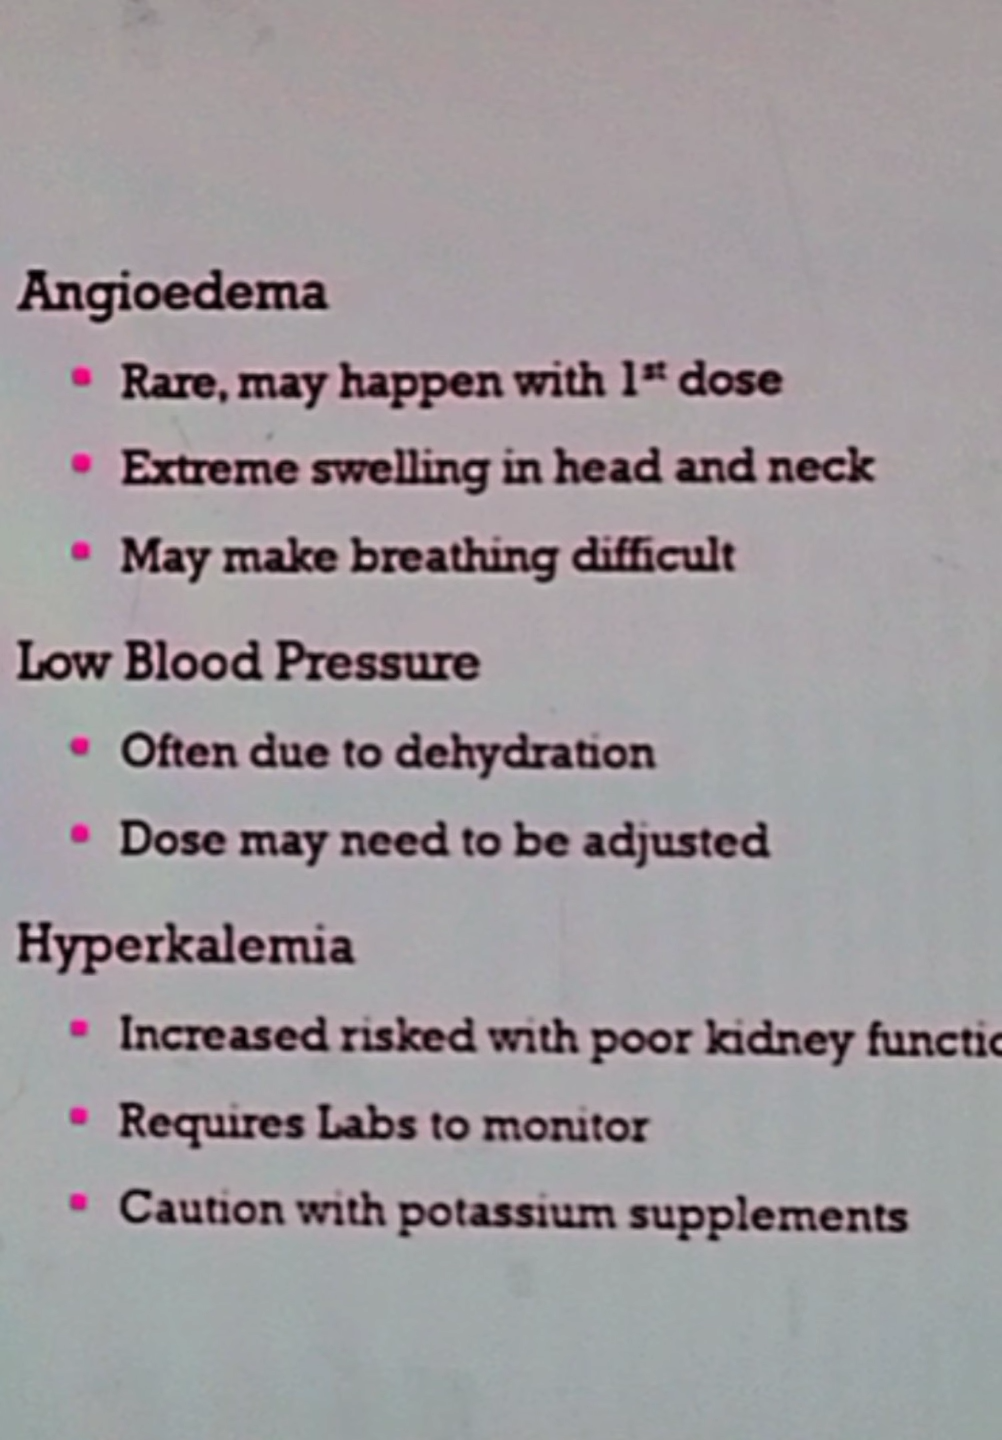 Angioedema
Rare, may happen with 1st dose
Extreme swelling in head and neck
May make breathing difficult
Low Blood Pressure
Often due to dehydration
Dose may need to be adjusted
Hyperkalemia
Increased risked with poor kidney functio
Requires Labs to monitor
Caution with potassium supplements